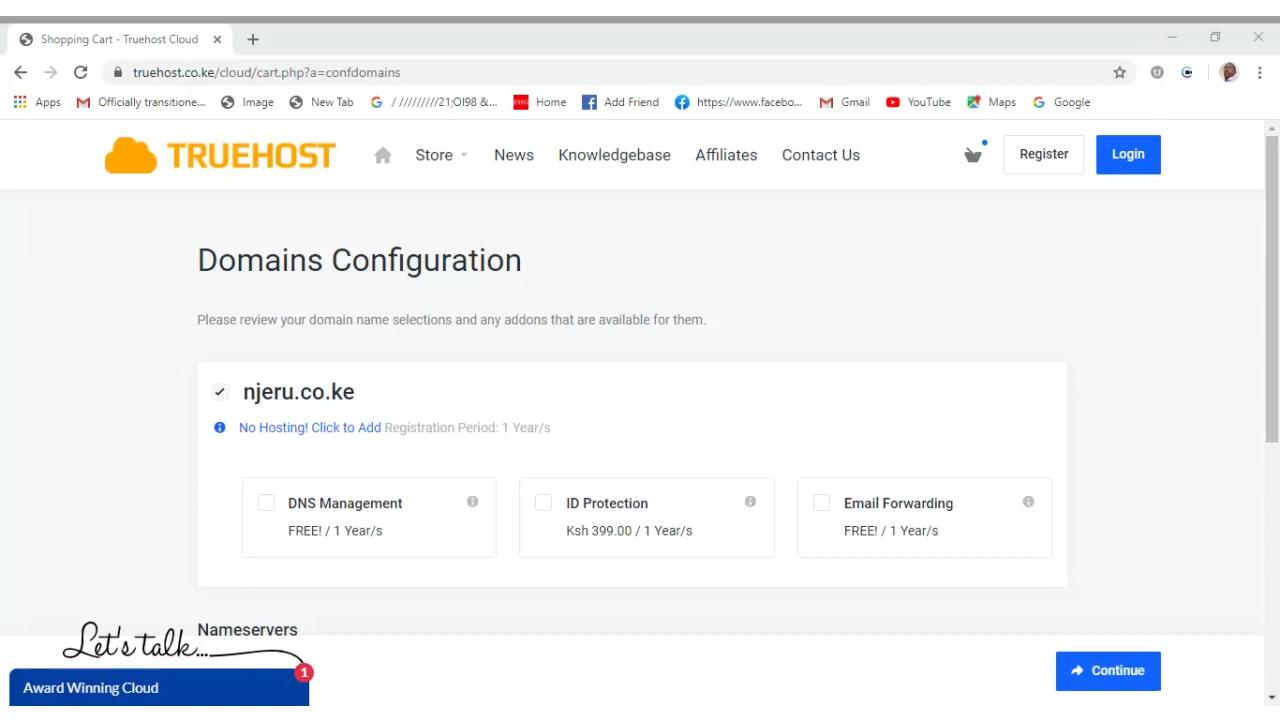 Shopping Cart - Truehost Cloud
truehost.co.ke/cloud/cart.php?a=confdomains
Apps Officially transitione... Image New Tab / /////////21;OI98 &... Home Add Friend https://www.facebo... Gmail YouTube Maps Google
TRUEHOST Store News Knowledgebase Affiliates Contact Us Register Login
Domains Configuration
Please review your domain name selections and any addons that are available for them.
njeru.co.ke
No Hosting! Click to Add Registration Period: 1 Year/s
DNS Management ID Protection Email Forwarding
FREE! / 1 Year/s Ksh 399.00 / 1 Year/s FREE! / 1 Year/s
Nameservers
Let's talk...
1
Continue
Award Winning Cloud